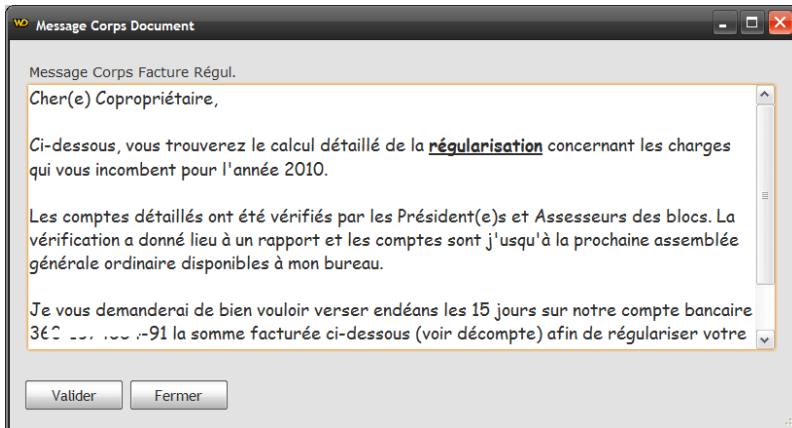 Message Corps Document
Message Corps Facture Régul.
Cher(e) Copropriétaire,
Ci-dessous, vous trouverez le calcul détaillé de la régularisation concernant les charges
qui vous incombent pour l'année 2010.
Les comptes détaillés ont été vérifiés par les Président(e)s et Assesseurs des blocs. La
vérification a donné lieu à un rapport et les comptes sont j'usqu'à la prochaine assemblée
générale ordinaire disponibles à mon bureau.
Je vous demanderai de bien vouloir verser endéans les 15 jours sur notre compte bancaire
-91 la somme facturée ci-dessous (voir décompte) afin de régulariser votre
Valider Fermer